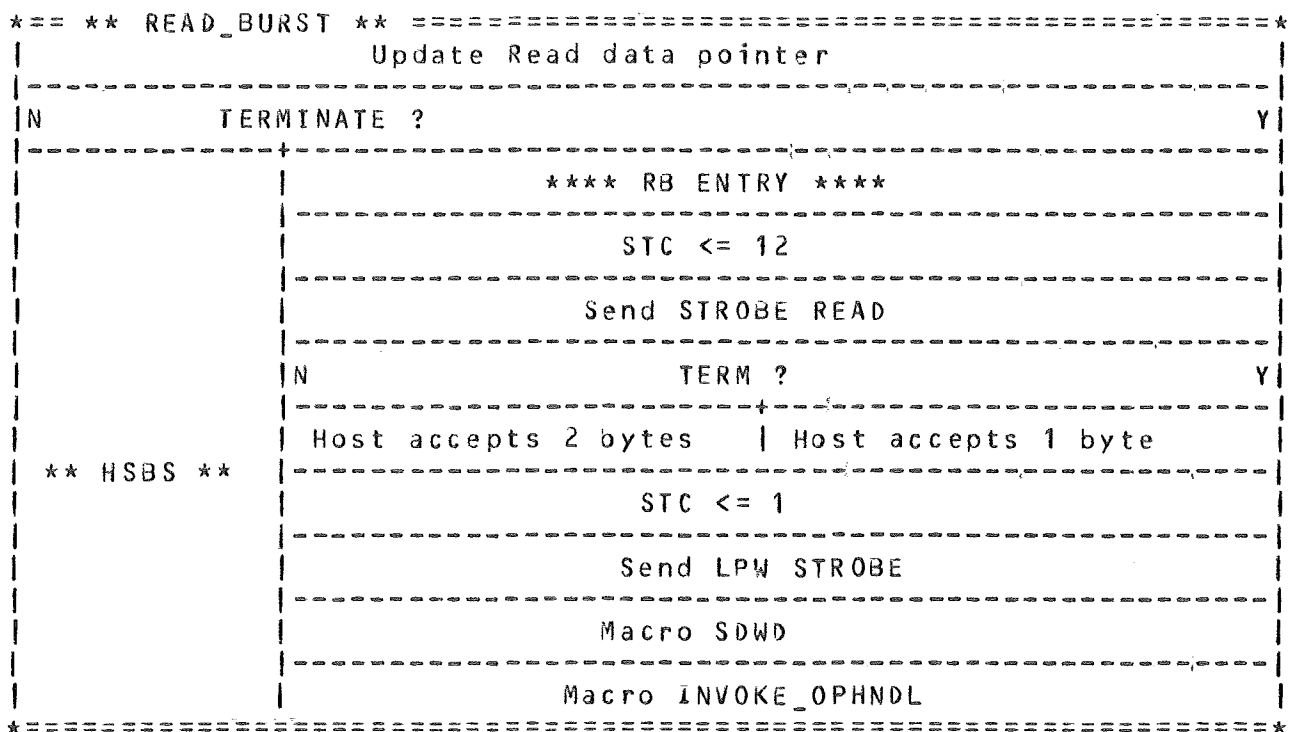 *== ** READ_BURST ** =============================================*
Update Read data pointer
N TERMINATE ? Y
**** RB ENTRY ****
STC <= 12
Send STROBE READ
N TERM ? Y
Host accepts 2 bytes | Host accepts 1 byte
** HSBS **
STC <= 1
Send LPW STROBE
Macro SDWD
Macro INVOKE_OPHNDL